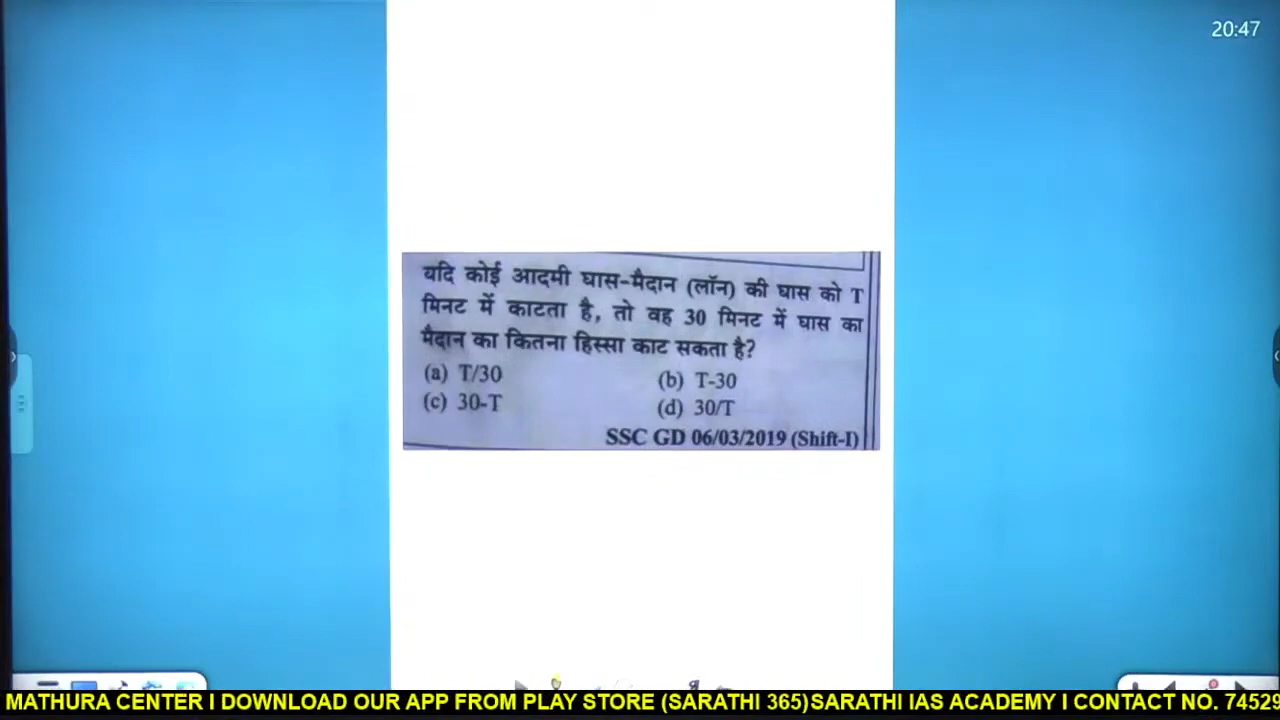 20:47
यदि कोई आदमी घास-मैदान (लॉन) की घास को T
मिनट में काटता है, तो वह 30 मिनट में घास का
मैदान का कितना हिस्सा काट सकता है?
(a) T/30 (b) T-30
(c) 30-T (d) 30/T
SSC GD 06/03/2019 (Shift-I)
MATHURA CENTER I DOWNLOAD OUR APP FROM PLAY STORE (SARATHI 365)SARATHI IAS ACADEMY I CONTACT NO. 74529